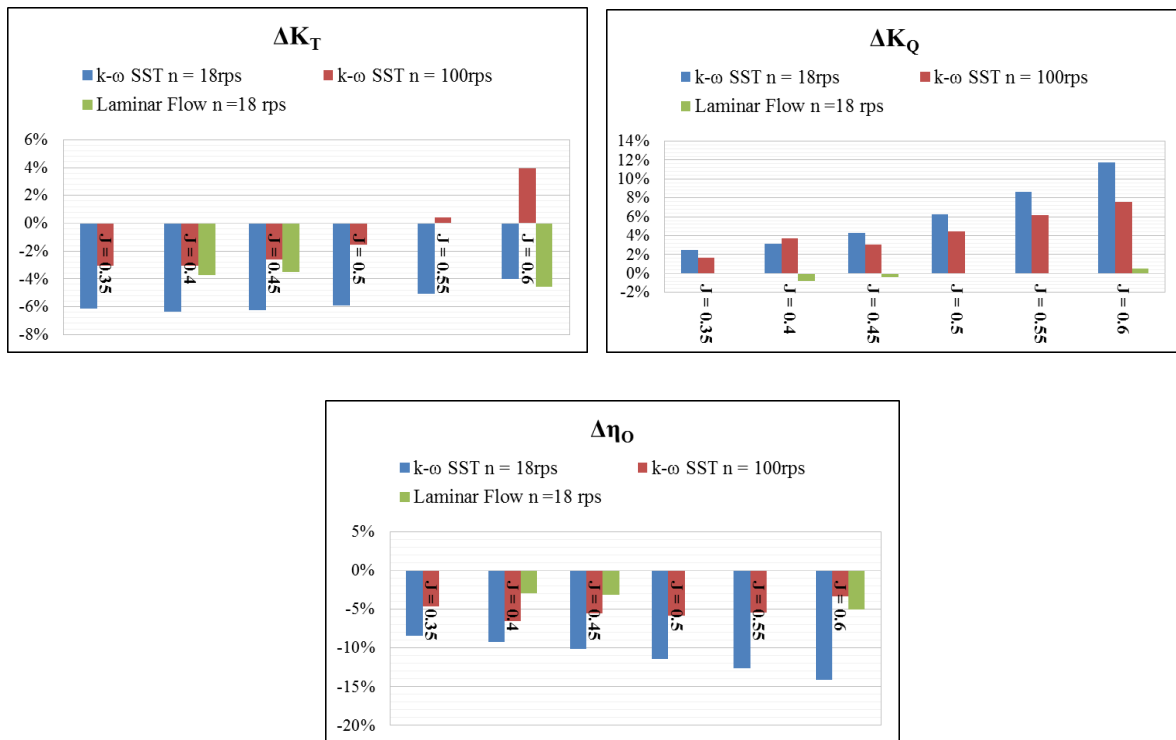 ΔK_T
k-ω SST n = 18rps
k-ω SST n = 100rps
Laminar Flow n =18 rps
6%
4%
2%
0%
-2%
-4%
-6%
-8%
J = 0.35
J = 0.4
J = 0.45
J = 0.5
J = 0.55
J = 0.6
ΔK_Q
k-ω SST n = 18rps
k-ω SST n = 100rps
Laminar Flow n =18 rps
14%
12%
10%
8%
6%
4%
2%
0%
-2%
J = 0.35
J = 0.4
J = 0.45
J = 0.5
J = 0.55
J = 0.6
Δη_O
k-ω SST n = 18rps
k-ω SST n = 100rps
Laminar Flow n =18 rps
5%
0%
-5%
-10%
-15%
-20%
J = 0.35
J = 0.4
J = 0.45
J = 0.5
J = 0.55
J = 0.6